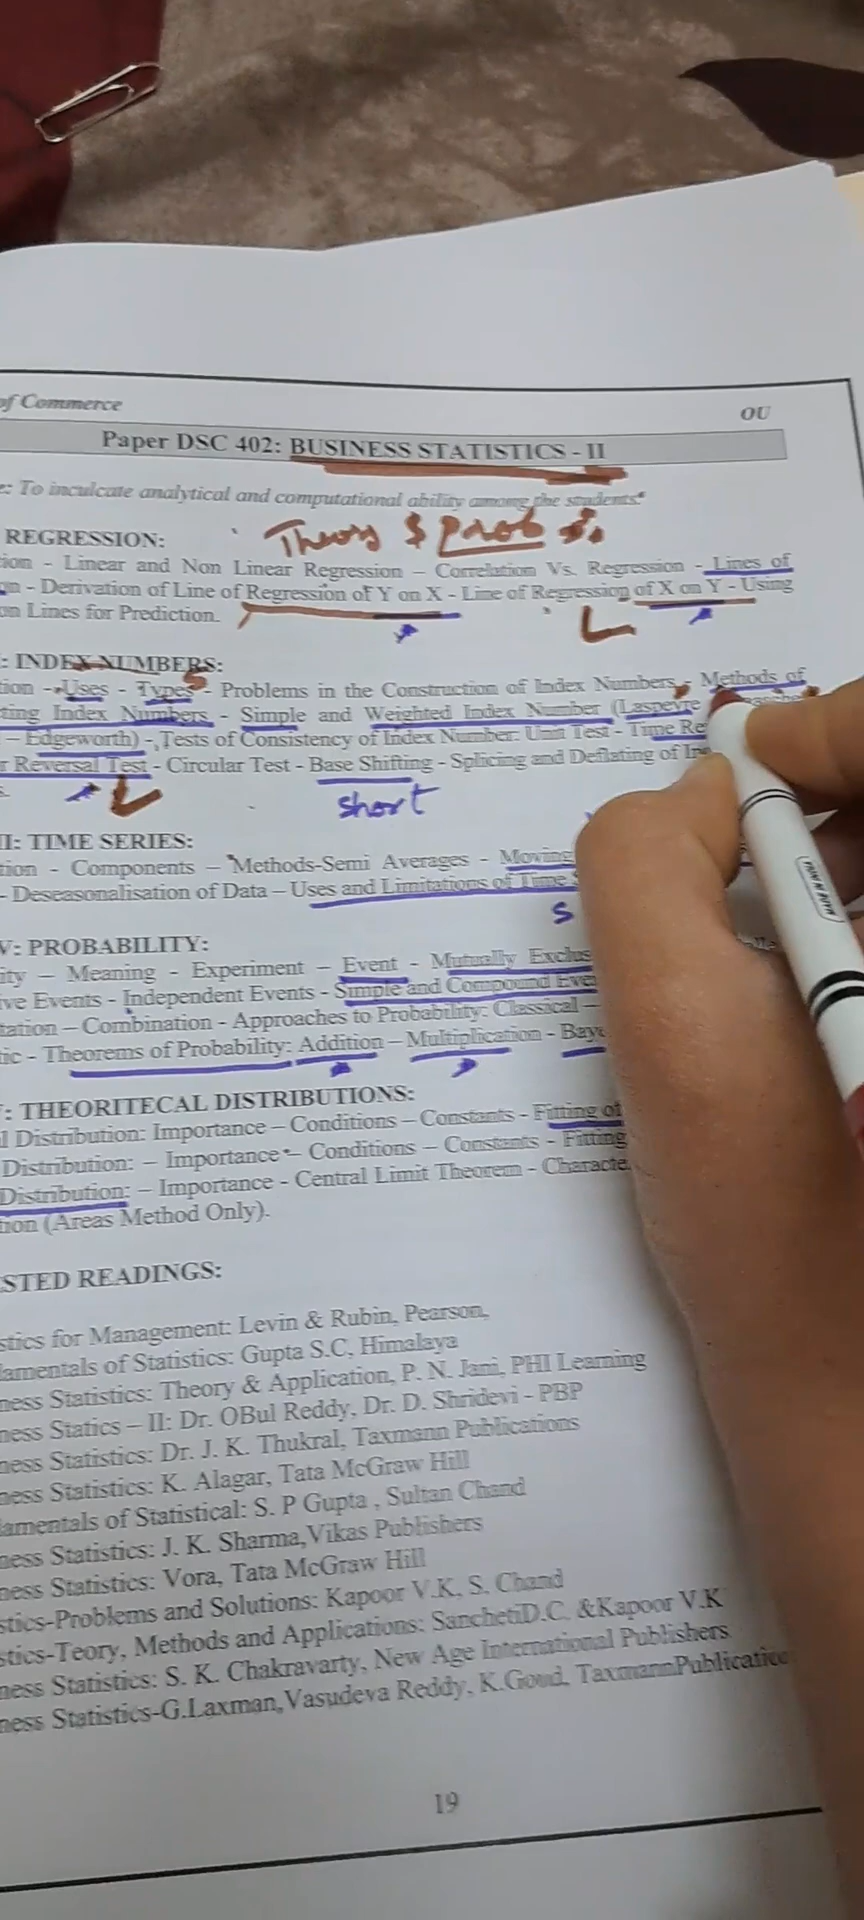 of Commerce
OU
Paper DSC 402: BUSINESS STATISTICS - II
e: To inculcate analytical and computational ability among the students"
REGRESSION:
Theory & Prob
ion - Linear and Non Linear Regression – Correlation Vs. Regression - Lines of
on - Derivation of Line of Regression of Y on X - Line of Regression of X on Y - Using
on Lines for Prediction.
L
: INDEX NUMBERS:
S
tion - Uses - Types - Problems in the Construction of Index Numbers - Methods of
ting Index Numbers - Simple and Weighted Index Number (Laspeyre
– Edgeworth) - Tests of Consistency of Index Number: Unit Test - Time Re
r Reversal Test - Circular Test - Base Shifting - Splicing and Deflating of In
s.
L
Short
II: TIME SERIES:
tion - Components – Methods-Semi Averages - Moving
- Deseasonalisation of Data – Uses and Limitations of Time
S
V: PROBABILITY:
ity – Meaning - Experiment – Event - Mutually Exclus
ive Events - Independent Events - Simple and Compound Eve
tation – Combination - Approaches to Probability: Classical –
tic - Theorems of Probability: Addition – Multiplication - Baye
: THEORITECAL DISTRIBUTIONS:
l Distribution: Importance – Conditions – Constants - Fitting of
Distribution: – Importance – Conditions – Constants - Fitting
Distribution: – Importance - Central Limit Theorem - Characte
tion (Areas Method Only).
STED READINGS:
stics for Management: Levin & Rubin, Pearson,
amentals of Statistics: Gupta S.C, Himalaya
ness Statistics: Theory & Application, P. N. Jani, PHI Learning
ness Statics – II: Dr. OBul Reddy, Dr. D. Shridevi - PBP
ness Statistics: Dr. J. K. Thukral, Taxmann Publications
ness Statistics: K. Alagar, Tata McGraw Hill
amentals of Statistical: S. P Gupta , Sultan Chand
ness Statistics: J. K. Sharma,Vikas Publishers
ness Statistics: Vora, Tata McGraw Hill
stics-Problems and Solutions: Kapoor V.K, S. Chand
stics-Teory, Methods and Applications: SanchetiD.C. &Kapoor V.K
ness Statistics: S. K. Chakravarty, New Age International Publishers
ness Statistics-G.Laxman,Vasudeva Reddy, K.Goud, TaxmannPublicatio
19